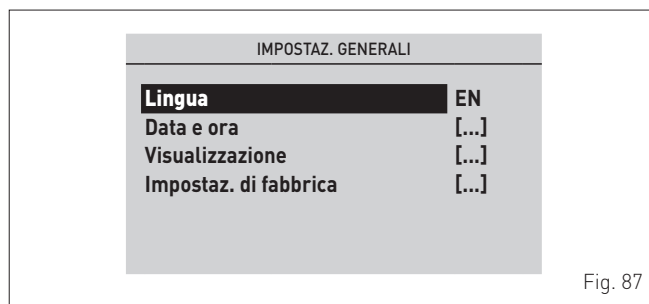 IMPOSTAZ. GENERALI
Lingua EN
Data e ora [...]
Visualizzazione [...]
Impostaz. di fabbrica [...]
Fig. 87